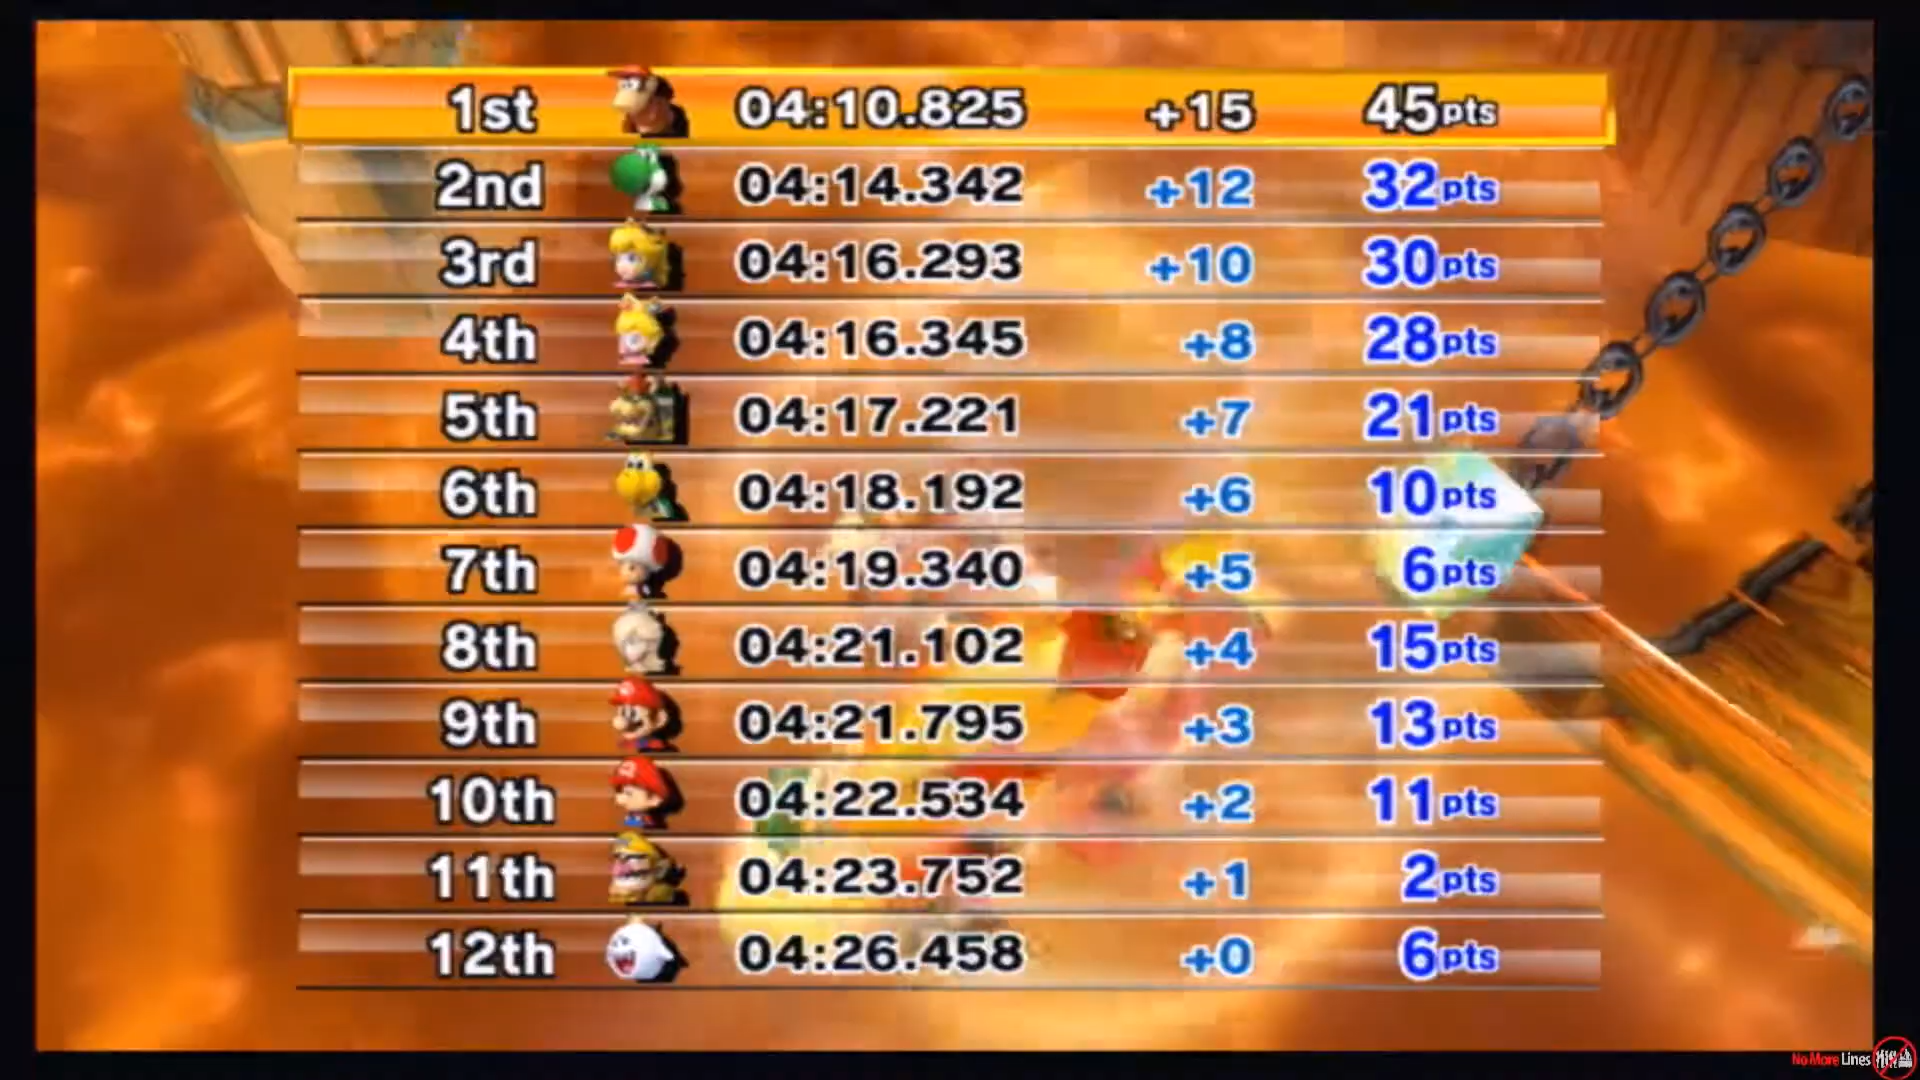 1st 04:10.825 +15 45pts
2nd 04:14.342 +12 32pts
3rd 04:16.293 +10 30pts
4th 04:16.345 +8 28pts
5th 04:17.221 +7 21pts
6th 04:18.192 +6 10pts
7th 04:19.340 +5 6pts
8th 04:21.102 +4 15pts
9th 04:21.795 +3 13pts
10th 04:22.534 +2 11pts
11th 04:23.752 +1 2pts
12th 04:26.458 +0 6pts
No More Lines